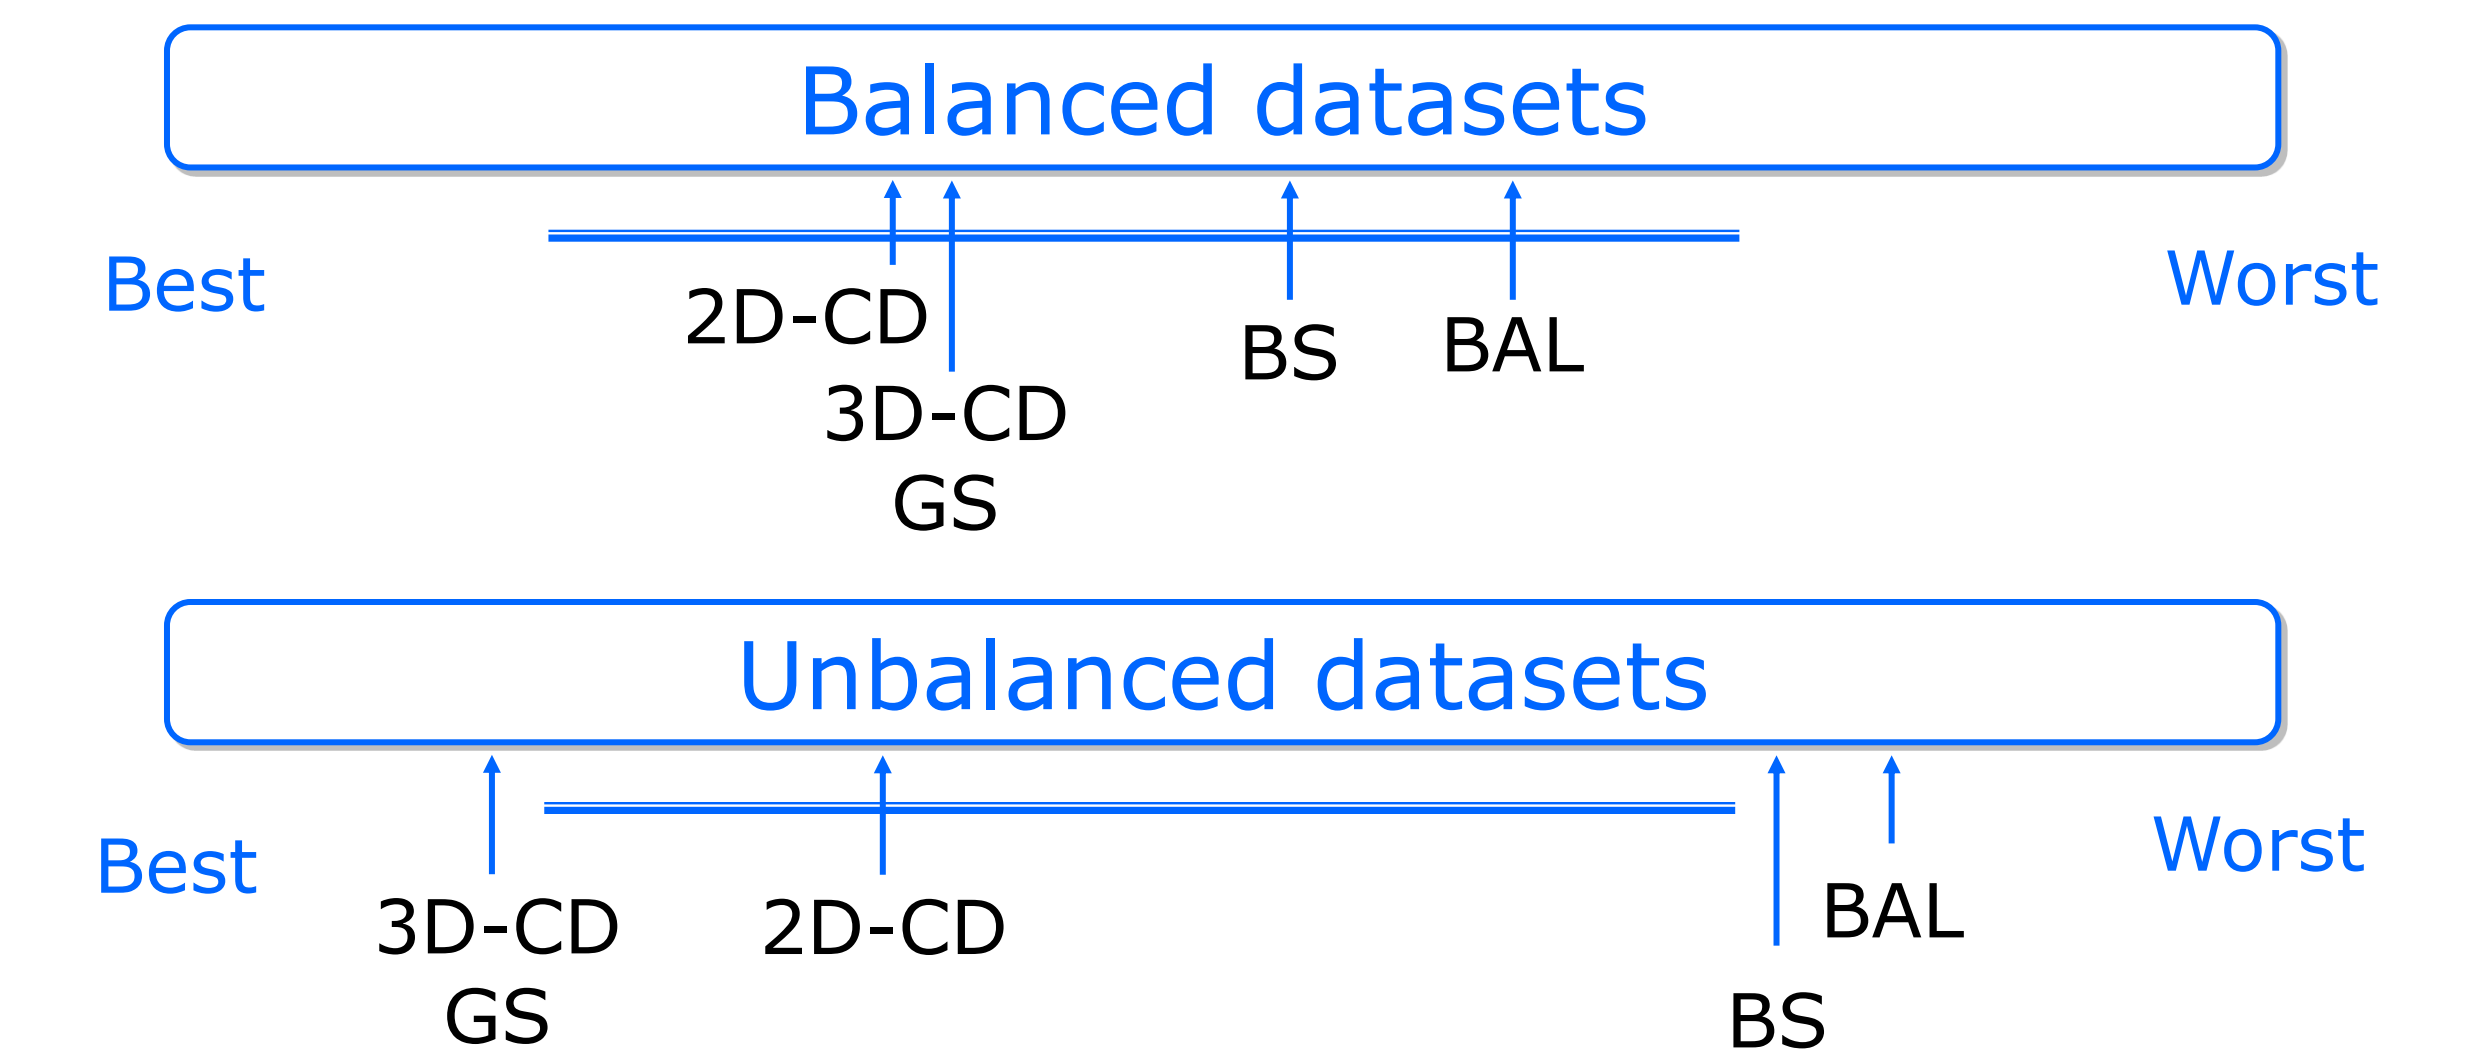 Balanced datasets
Best
Worst
2D-CD
BS
BAL
3D-CD
GS
Unbalanced datasets
Best
Worst
3D-CD
GS
2D-CD
BAL
BS